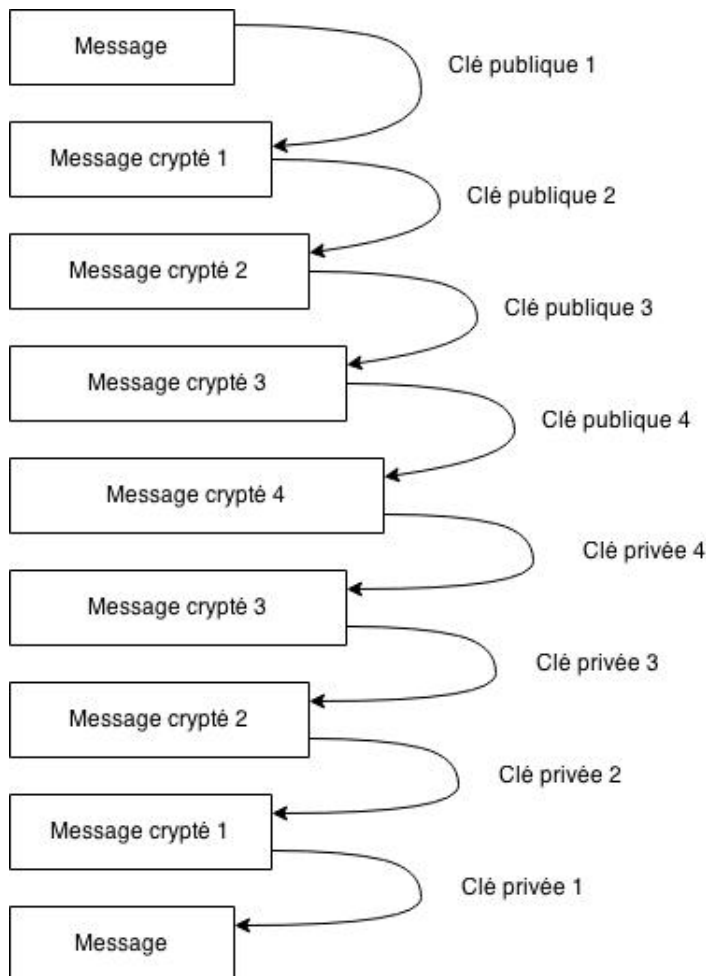 Message
Clé publique 1
Message crypté 1
Clé publique 2
Message crypté 2
Clé publique 3
Message crypté 3
Clé publique 4
Message crypté 4
Clé privée 4
Message crypté 3
Clé privée 3
Message crypté 2
Clé privée 2
Message crypté 1
Clé privée 1
Message